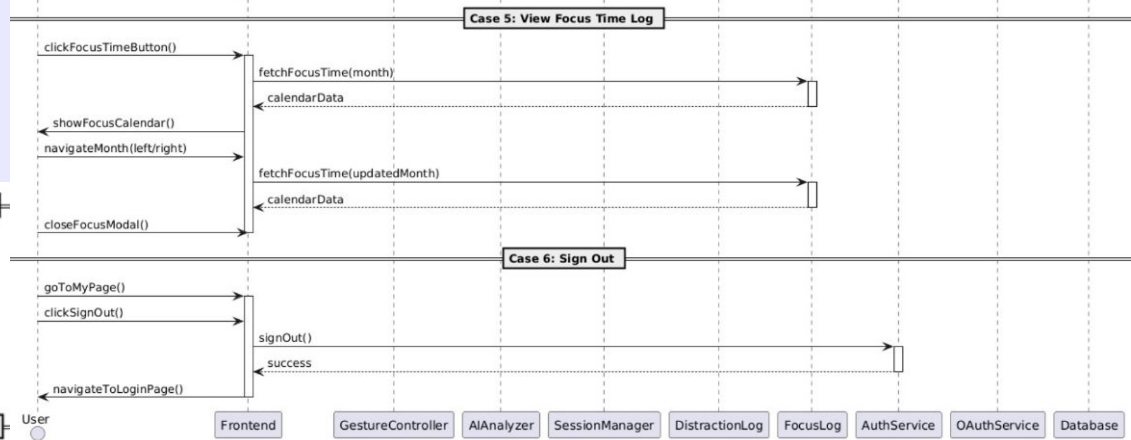 Case 5: View Focus Time Log
clickFocusTimeButton()
fetchFocusTime(month)
calendarData
showFocusCalendar()
navigateMonth(left/right)
fetchFocusTime(updatedMonth)
calendarData
closeFocusModal()
Case 6: Sign Out
goToMyPage()
clickSignOut()
signOut()
success
navigateToLoginPage()
User
Frontend
GestureController
AIAnalyzer
SessionManager
DistractionLog
FocusLog
AuthService
OAuthService
Database